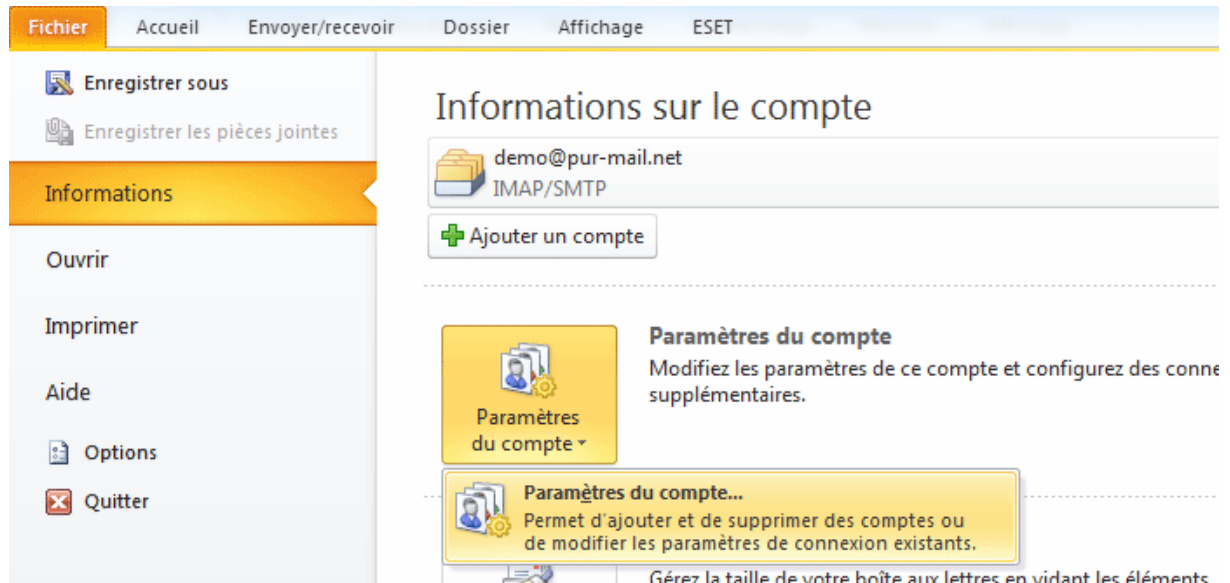 Fichier Accueil Envoyer/recevoir Dossier Affichage ESET
Enregistrer sous
Enregistrer les pièces jointes
Informations
Ouvrir
Imprimer
Aide
Options
Quitter
Informations sur le compte
demo@pur-mail.net
IMAP/SMTP
Ajouter un compte
Paramètres
du compte
Paramètres du compte
Modifiez les paramètres de ce compte et configurez des conne
supplémentaires.
Paramètres du compte...
Permet d'ajouter et de supprimer des comptes ou
de modifier les paramètres de connexion existants.
Gérez la taille de votre boîte aux lettres en vidant les éléments